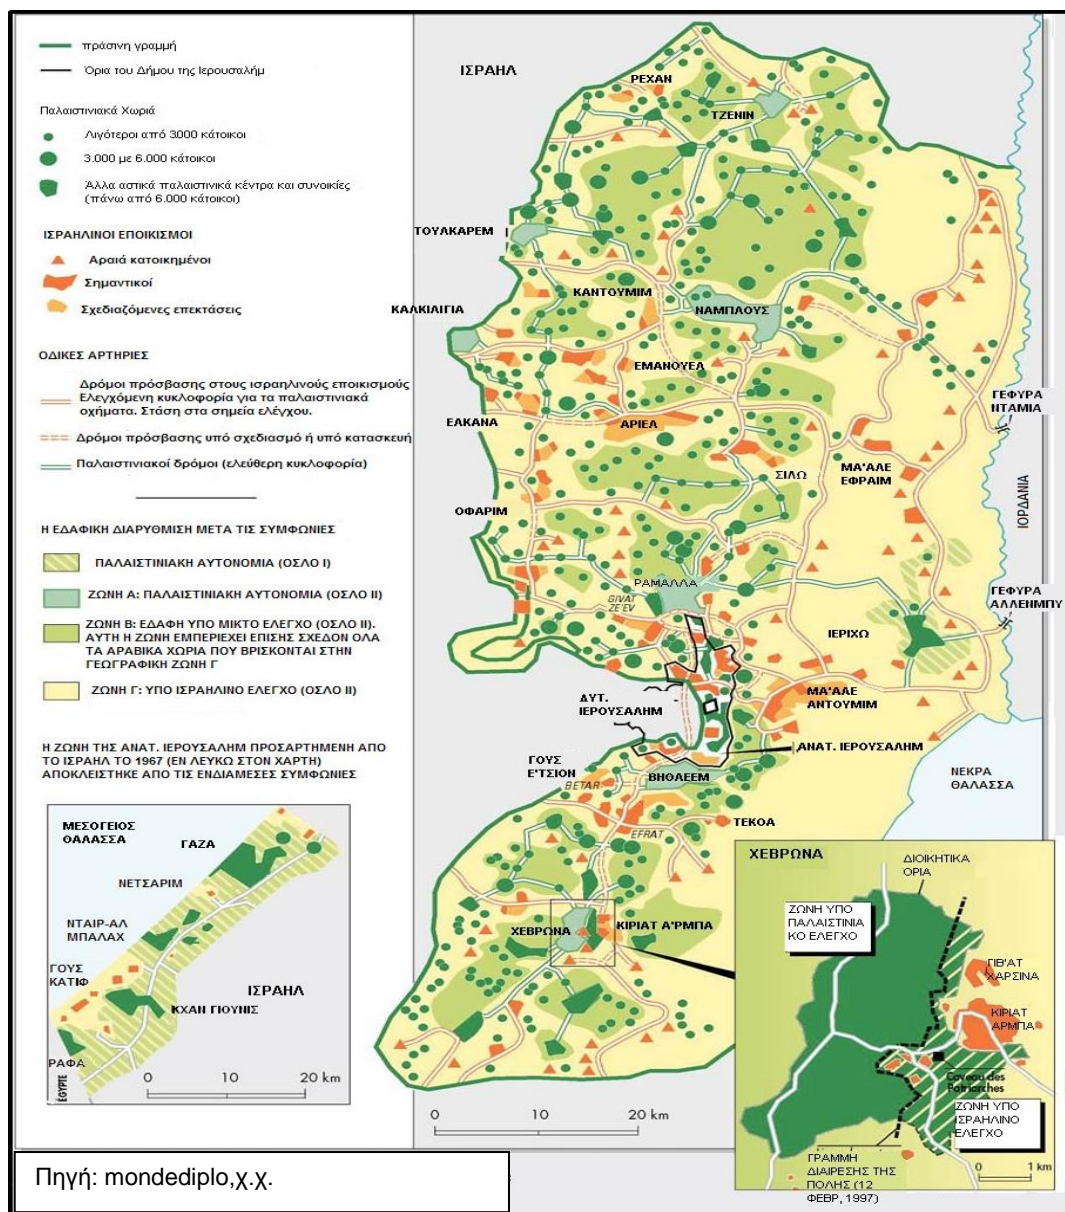 πράσινη γραμμή
Όρια του Δήμου της Ιερουσαλήμ
Παλαιστινιακά Χωριά
Λιγότεροι από 3000 κάτοικοι
3.000 με 6.000 κάτοικοι
Άλλα αστικά παλαιστινικά κέντρα και συνοικίες
(πάνω από 6.000 κάτοικοι)
ΙΣΡΑΗΛΙΝΟΙ ΕΠΟΙΚΙΣΜΟΙ
Αραιά κατοικημένοι
Σημαντικοί
Σχεδιαζόμενες επεκτάσεις
ΟΔΙΚΕΣ ΑΡΤΗΡΙΕΣ
Δρόμοι πρόσβασης στους ισραηλινούς εποικισμούς
Ελεγχόμενη κυκλοφορία για τα παλαιστινιακά
οχήματα. Στάση στα σημεία ελέγχου.
Δρόμοι πρόσβασης υπό σχεδιασμό ή υπό κατασκευή
Παλαιστινιακοί δρόμοι (ελεύθερη κυκλοφορία)
Η ΕΔΑΦΙΚΗ ΔΙΑΡΥΘΜΙΣΗ ΜΕΤΑ ΤΙΣ ΣΥΜΦΩΝΙΕΣ
ΠΑΛΑΙΣΤΙΝΙΑΚΗ ΑΥΤΟΝΟΜΙΑ (ΟΣΛΟ Ι)
ΖΩΝΗ Α: ΠΑΛΑΙΣΤΙΝΙΑΚΗ ΑΥΤΟΝΟΜΙΑ (ΟΣΛΟ ΙΙ)
ΖΩΝΗ Β: ΕΔΑΦΗ ΥΠΟ ΜΙΚΤΟ ΕΛΕΓΧΟ (ΟΣΛΟ ΙΙ).
ΑΥΤΗ Η ΖΩΝΗ ΕΜΠΕΡΙΕΧΕΙ ΕΠΙΣΗΣ ΣΧΕΔΟΝ ΟΛΑ
ΤΑ ΑΡΑΒΙΚΑ ΧΩΡΙΑ ΠΟΥ ΒΡΙΣΚΟΝΤΑΙ ΣΤΗΝ
ΓΕΩΓΡΑΦΙΚΗ ΖΩΝΗ Γ
ΖΩΝΗ Γ: ΥΠΟ ΙΣΡΑΗΛΙΝΟ ΕΛΕΓΧΟ (ΟΣΛΟ ΙΙ)
Η ΖΩΝΗ ΤΗΣ ΑΝΑΤ. ΙΕΡΟΥΣΑΛΗΜ ΠΡΟΣΑΡΤΗΜΕΝΗ ΑΠΟ
ΤΟ ΙΣΡΑΗΛ ΤΟ 1967 (ΕΝ ΛΕΥΚΩ ΣΤΟΝ ΧΑΡΤΗ)
ΑΠΟΚΛΕΙΣΤΗΚΕ ΑΠΟ ΤΙΣ ΕΝΔΙΑΜΕΣΕΣ ΣΥΜΦΩΝΙΕΣ
ΙΣΡΑΗΛ
ΡΕΧΑΝ
ΤΖΕΝΙΝ
ΤΟΥΛΚΑΡΕΜ
ΚΑΝΤΟΥΜΙΜ
ΚΑΛΚΙΛΙΓΙΑ
ΝΑΜΠΛΟΥΣ
ΕΜΑΝΟΥΕΛ
ΓΕΦΥΡΑ
ΝΤΑΜΙΑ
ΕΛΚΑΝΑ
ΑΡΙΕΛ
ΣΙΛΩ
ΜΑ'ΑΛΕ
ΕΦΡΑΙΜ
ΙΟΡΔΑΝΙΑ
ΟΦΑΡΙΜ
ΡΑΜΑΛΛΑ
GIVAT
ZE'EV
ΓΕΦΥΡΑ
ΑΛΛΕΝΜΠΥ
ΙΕΡΙΧΩ
ΔΥΤ.
ΙΕΡΟΥΣΑΛΗΜ
ΜΑ'ΑΛΕ
ΑΝΤΟΥΜΙΜ
ΑΝΑΤ. ΙΕΡΟΥΣΑΛΗΜ
ΓΟΥΣ
Ε'ΤΣΙΟΝ
ΒΗΘΛΕΕΜ
BETAR
ΝΕΚΡΑ
ΘΑΛΑΣΣΑ
ΤΕΚΟΑ
EFRAT
ΧΕΒΡΩΝΑ
ΚΙΡΙΑΤ Α'ΡΜΠΑ
0 10 20 km
ΜΕΣΟΓΕΙΟΣ
ΘΑΛΑΣΣΑ
ΓΑΖΑ
ΝΕΤΣΑΡΙΜ
ΝΤΑΙΡ-ΑΛ
ΜΠΑΛΑΧ
ΓΟΥΣ
ΚΑΤΙΦ
ΙΣΡΑΗΛ
ΚΧΑΝ ΓΙΟΥΝΙΣ
ΡΑΦΑ
ÉGYPTE
0 10 20 km
ΧΕΒΡΩΝΑ
ΔΙΟΙΚΗΤΙΚΑ
ΟΡΙΑ
ΖΩΝΗ ΥΠΟ
ΠΑΛΑΙΣΤΙΝΙΑ
ΚΟ ΕΛΕΓΧΟ
ΓΙΒ'ΑΤ
ΧΑΡΣΙΝΑ
ΚΙΡΙΑΤ
ΑΡΜΠΑ
Caveau des
Patriarches
ΖΩΝΗ ΥΠΟ
ΙΣΡΑΗΛΙΝΟ
ΕΛΕΓΧΟ
ΓΡΑΜΜΗ
ΔΙΑΙΡΕΣΗΣ ΤΗΣ
ΠΟΛΗΣ (12
ΦΕΒΡ, 1997)
0 1 km
Πηγή: mondediplo,χ.χ.